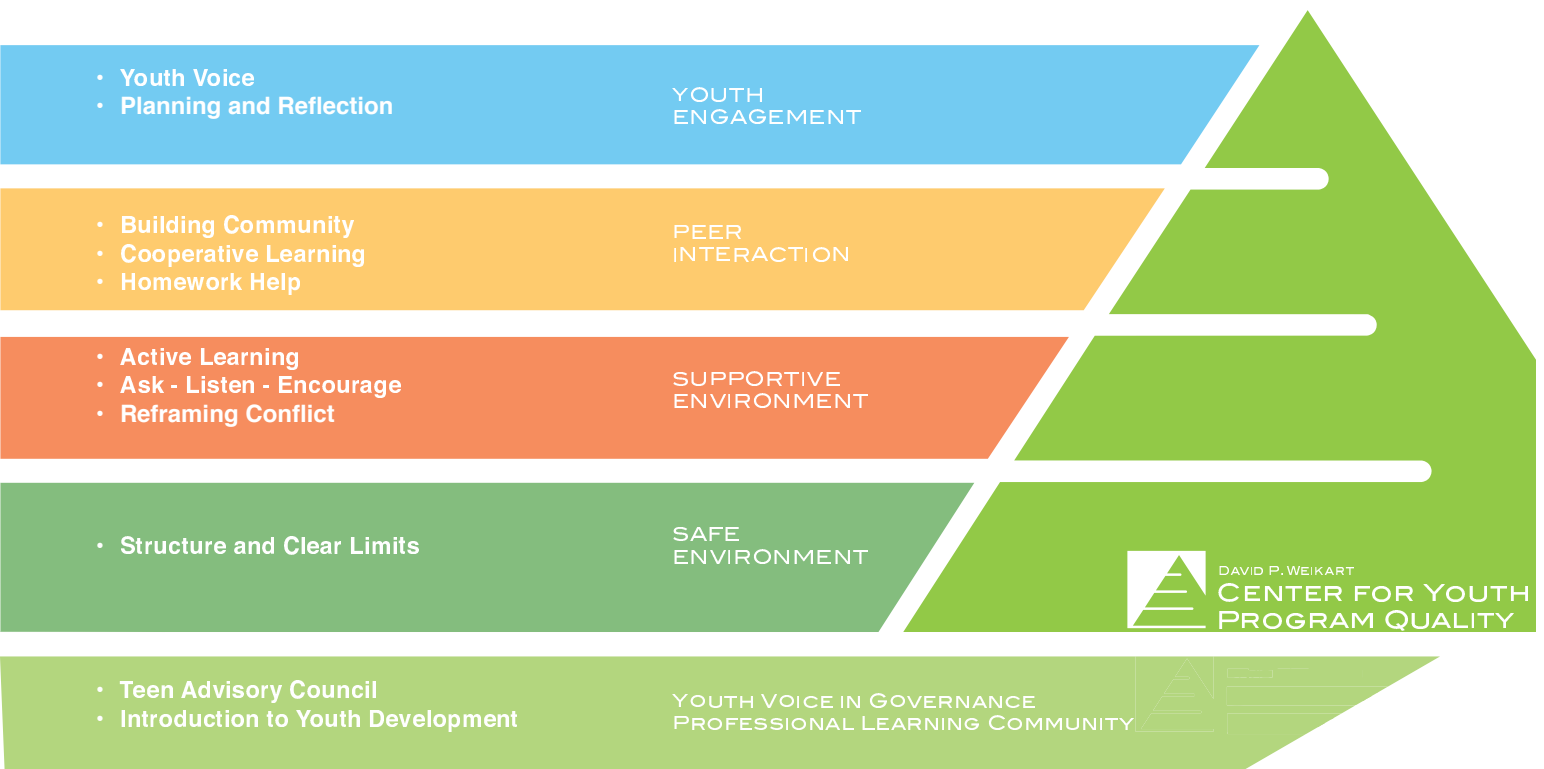 • Youth Voice
• Planning and Reflection
YOUTH
ENGAGEMENT
• Building Community
• Cooperative Learning
• Homework Help
PEER
INTERACTION
• Active Learning
• Ask - Listen - Encourage
• Reframing Conflict
SUPPORTIVE
ENVIRONMENT
• Structure and Clear Limits
SAFE
ENVIRONMENT
DAVID P. WEIKART
CENTER FOR YOUTH
PROGRAM QUALITY
• Teen Advisory Council
• Introduction to Youth Development
YOUTH VOICE IN GOVERNANCE
PROFESSIONAL LEARNING COMMUNITY